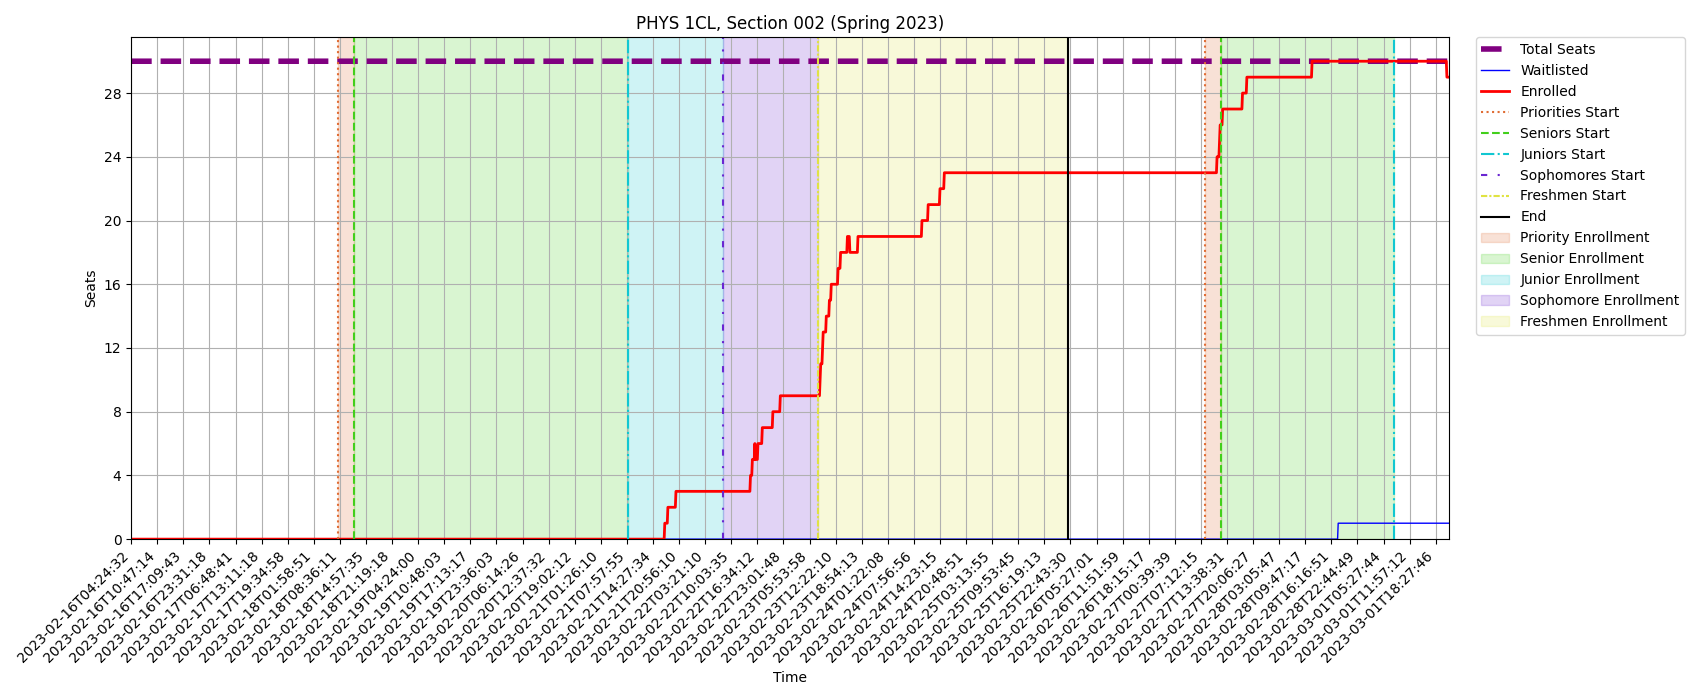 PHYS 1CL, Section 002 (Spring 2023)
Seats
28
24
20
16
12
8
4
0
2023-02-16T04:24:32
2023-02-16T10:47:14
2023-02-16T17:09:43
2023-02-16T23:31:18
2023-02-17T06:48:41
2023-02-17T13:11:18
2023-02-17T19:34:58
2023-02-18T01:58:51
2023-02-18T08:36:11
2023-02-18T14:57:35
2023-02-18T21:19:18
2023-02-19T04:24:00
2023-02-19T10:48:03
2023-02-19T17:13:17
2023-02-19T23:36:03
2023-02-20T06:14:26
2023-02-20T12:37:32
2023-02-20T19:02:12
2023-02-21T01:26:10
2023-02-21T07:57:55
2023-02-21T14:27:34
2023-02-21T20:56:10
2023-02-22T03:21:10
2023-02-22T10:03:35
2023-02-22T16:34:12
2023-02-22T23:01:48
2023-02-23T05:53:58
2023-02-23T12:22:10
2023-02-23T18:54:13
2023-02-24T01:22:08
2023-02-24T07:56:56
2023-02-24T14:23:15
2023-02-24T20:48:51
2023-02-25T03:13:55
2023-02-25T09:53:45
2023-02-25T16:19:13
2023-02-25T22:43:30
2023-02-26T05:27:01
2023-02-26T11:51:59
2023-02-26T18:15:17
2023-02-27T00:39:39
2023-02-27T07:12:15
2023-02-27T13:38:31
2023-02-27T20:06:27
2023-02-28T03:05:47
2023-02-28T09:47:17
2023-02-28T16:16:51
2023-02-28T22:44:49
2023-03-01T05:27:44
2023-03-01T11:57:12
2023-03-01T18:27:46
Time
Total Seats
Waitlisted
Enrolled
Priorities Start
Seniors Start
Juniors Start
Sophomores Start
Freshmen Start
End
Priority Enrollment
Senior Enrollment
Junior Enrollment
Sophomore Enrollment
Freshmen Enrollment